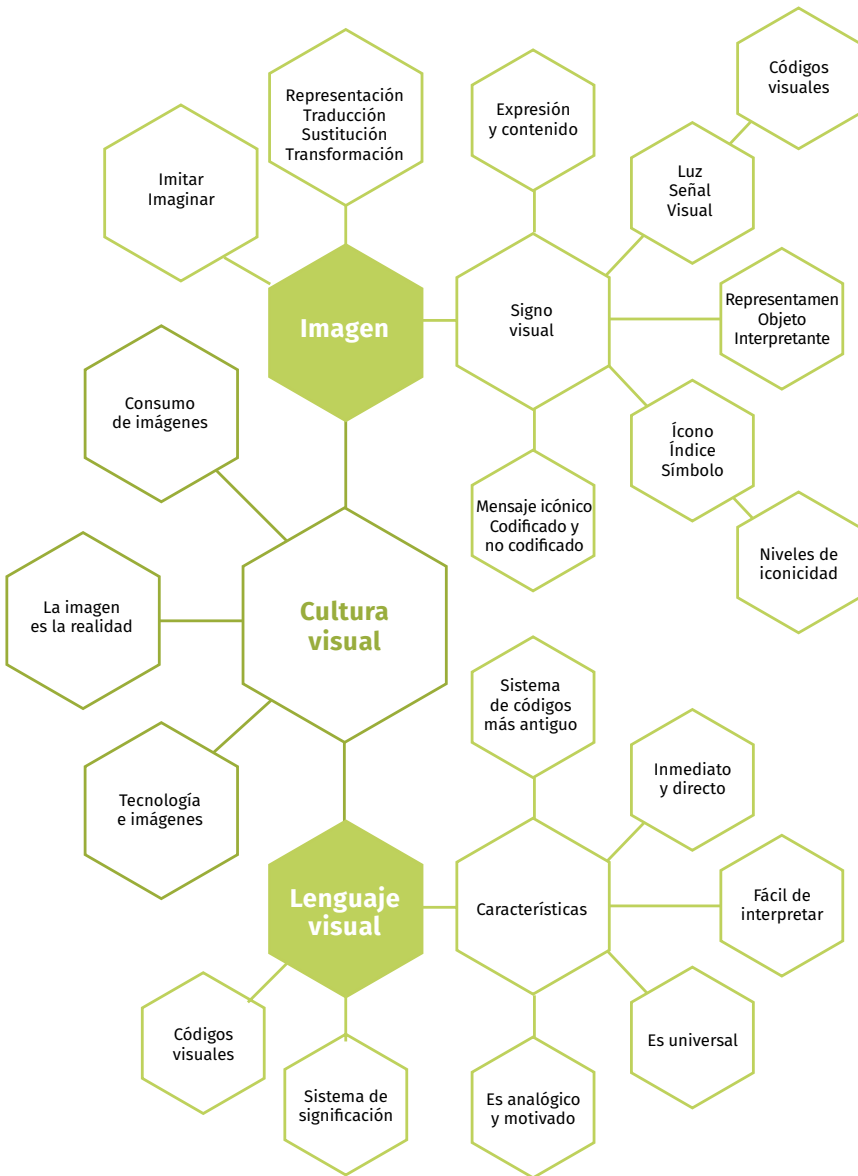 Códigos
visuales
Representación
Traducción
Sustitución
Transformación
Expresión
y contenido
Imitar
Imaginar
Luz
Señal
Visual
Imagen
Signo
visual
Representamen
Objeto
Interpretante
Consumo
de imágenes
Ícono
Índice
Símbolo
Mensaje icónico
Codificado y
no codificado
Niveles de
iconicidad
La imagen
es la realidad
Cultura
visual
Sistema
de códigos
más antiguo
Inmediato
y directo
Tecnología
e imágenes
Lenguaje
visual
Característicias
Fácil de
interpretar
Códigos
visuales
Es universal
Sistema de
significación
Es analógico
y motivado